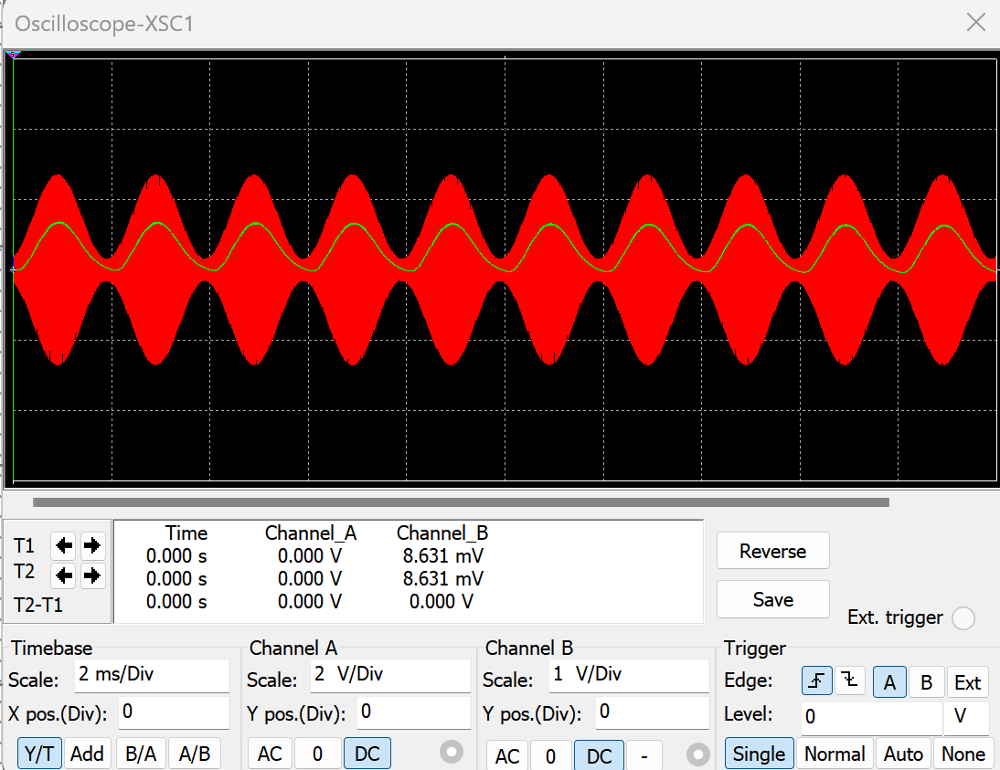 Oscilloscope-XSC1
T1
T2
T2-T1
Time Channel_A Channel_B
0.000 s 0.000 V 8.631 mV
0.000 s 0.000 V 8.631 mV
0.000 s 0.000 V 0.000 V
Reverse
Save
Ext. trigger
Timebase
Scale: 2 ms/Div
X pos.(Div): 0
Y/T Add B/A A/B
Channel A
Scale: 2 V/Div
Y pos.(Div): 0
AC 0 DC
Channel B
Scale: 1 V/Div
Y pos.(Div): 0
AC 0 DC -
Trigger
Edge: A B Ext
Level: 0 V
Single Normal Auto None